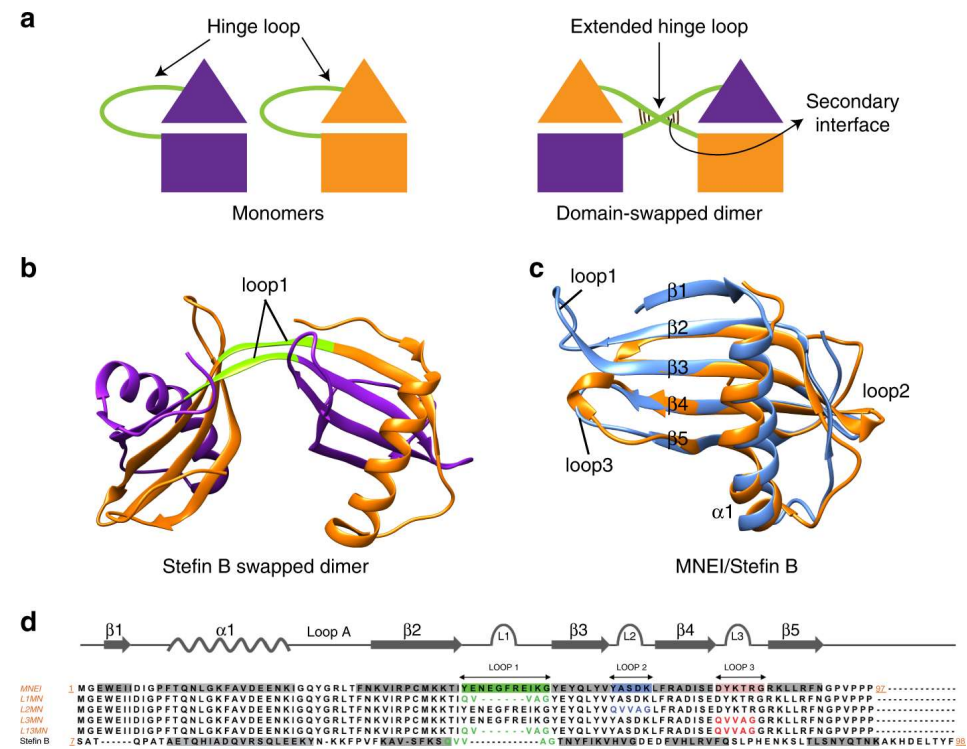 a
Hinge loop
Extended hinge loop
Secondary
interface
Monomers
Domain-swapped dimer
b
loop1
Stefin B swapped dimer
c
loop1
β1
β2
β3
β4
β5
loop2
loop3
α1
MNEI/Stefin B
d
β1 α1 Loop A β2 L1 β3 L2 β4 L3 β5
LOOP 1 LOOP 2 LOOP 3
MNEI 1 MGEWEIIDIGPFTQNLGKFAVDEENKIGQYGRLTFNKVIRPCMKKTIYENEGFREIKGYEYQLYVYASDKLFRADISEDYKTRGRKLLRFNGPVPPP 97-------------
L1MN MGEWEIIDIGPFTQNLGKFAVDEENKIGQYGRLTFNKVIRPCMKKTIQV------VAGYEYQLYVYASDKLFRADISEDYKTRGRKLLRFNGPVPPP-------------
L2MN MGEWEIIDIGPFTQNLGKFAVDEENKIGQYGRLTFNKVIRPCMKKTIYENEGFREIKGYEYQLYVQVVAGLFRADISEDYKTRGRKLLRFNGPVPPP-------------
L3MN MGEWEIIDIGPFTQNLGKFAVDEENKIGQYGRLTFNKVIRPCMKKTIYENEGFREIKGYEYQLYVYASDKLFRADISEQVVAGGRKLLRFNGPVPPP-------------
L13MN MGEWEIIDIGPFTQNLGKFAVDEENKIGQYGRLTFNKVIRPCMKKTIQV------VAGYEYQLYVYASDKLFRADISEQVVAGGRKLLRFNGPVPPP-------------
Stefin B 7 SAT-----QPATAETQHIADQVRSQLEEKYN-KKFPVFKAV-SFKSQVV---------AGTNYFIKVHVGDEDFVHLRVFQSLPHENKSLTLSNYQTNKAKHDELTYF 98